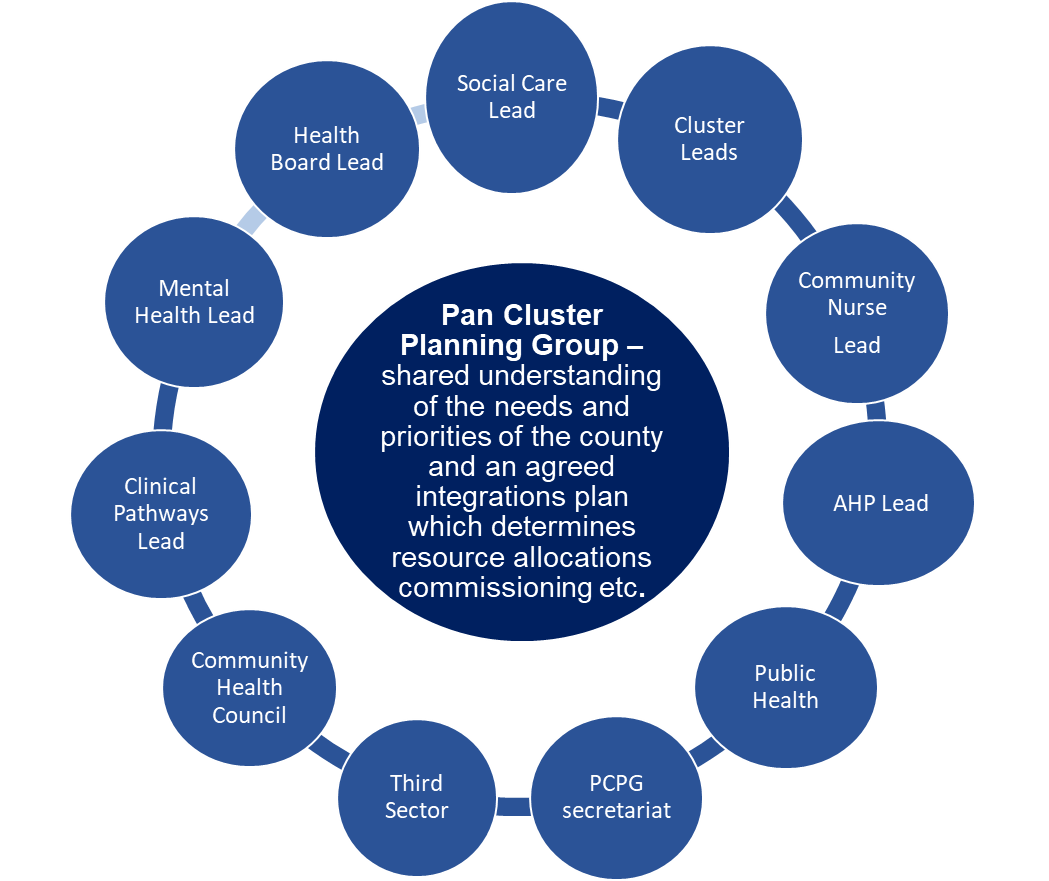 Social Care
Lead
Cluster
Leads
Community
Nurse
Lead
AHP Lead
Public
Health
PCPG
secretariat
Third
Sector
Community
Health
Council
Clinical
Pathways
Lead
Mental
Health Lead
Health
Board Lead
Pan Cluster
Planning Group –
shared understanding
of the needs and
priorities of the county
and an agreed
integrations plan
which determines
resource allocations
commissioning etc.